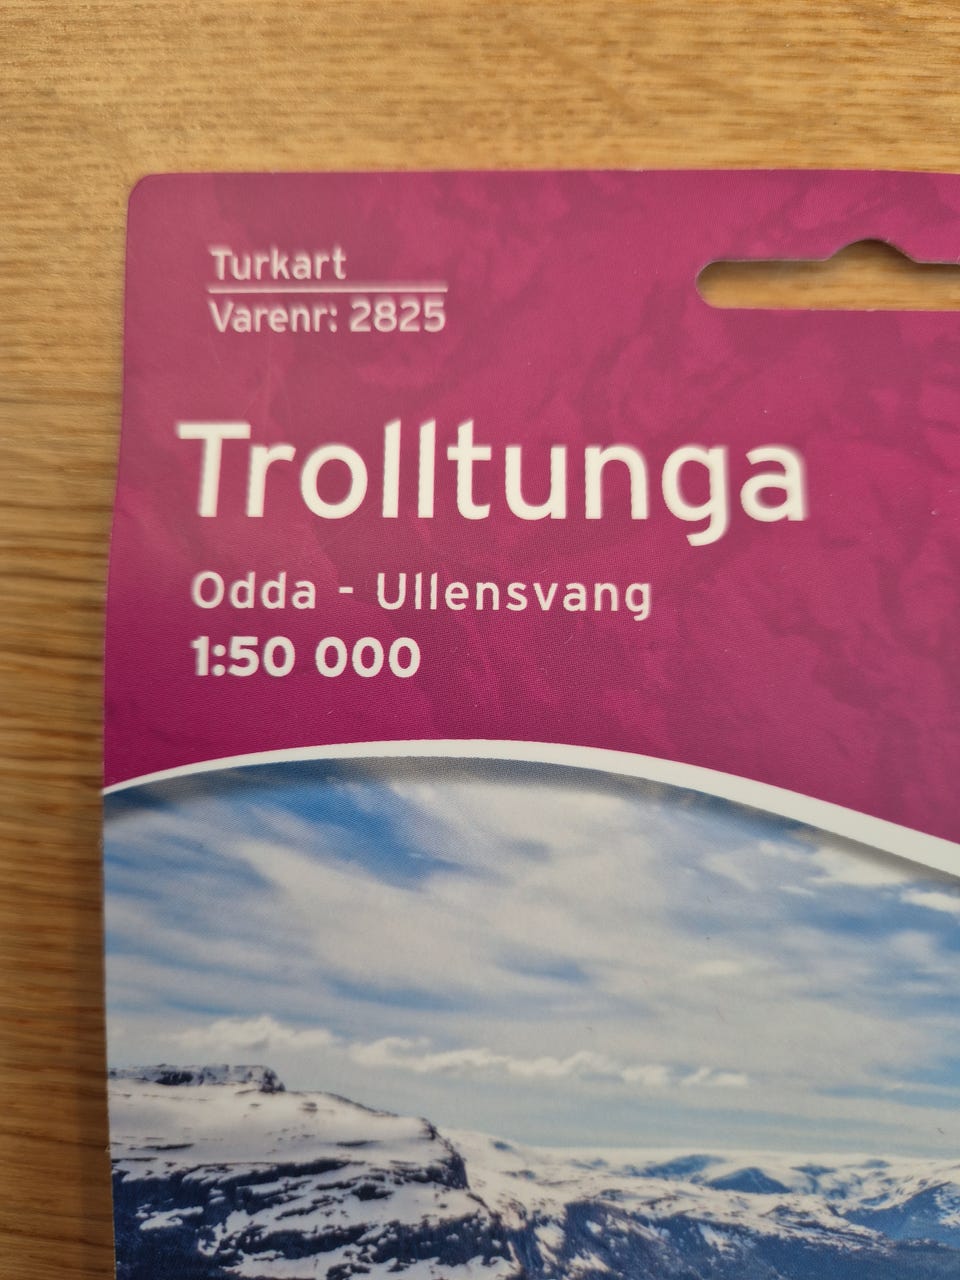 Turkart
Varenr: 2825
Trolltunga
Odda - Ullensvang
1:50 000